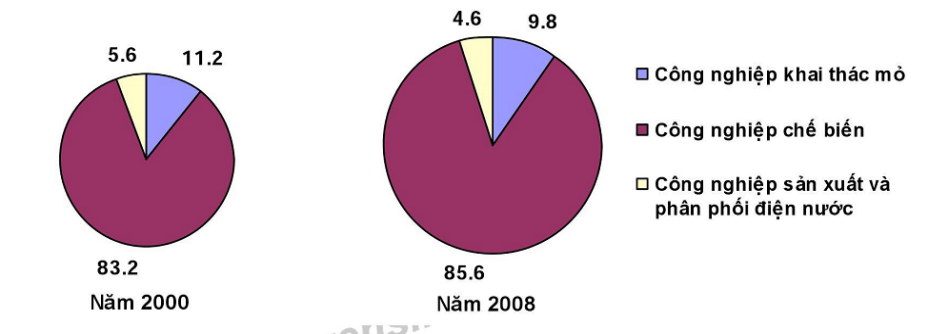 5.6
11.2
83.2
Năm 2000
4.6
9.8
85.6
Năm 2008
Công nghiệp khai thác mỏ
Công nghiệp chế biến
Công nghiệp sản xuất và
phân phối điện nước